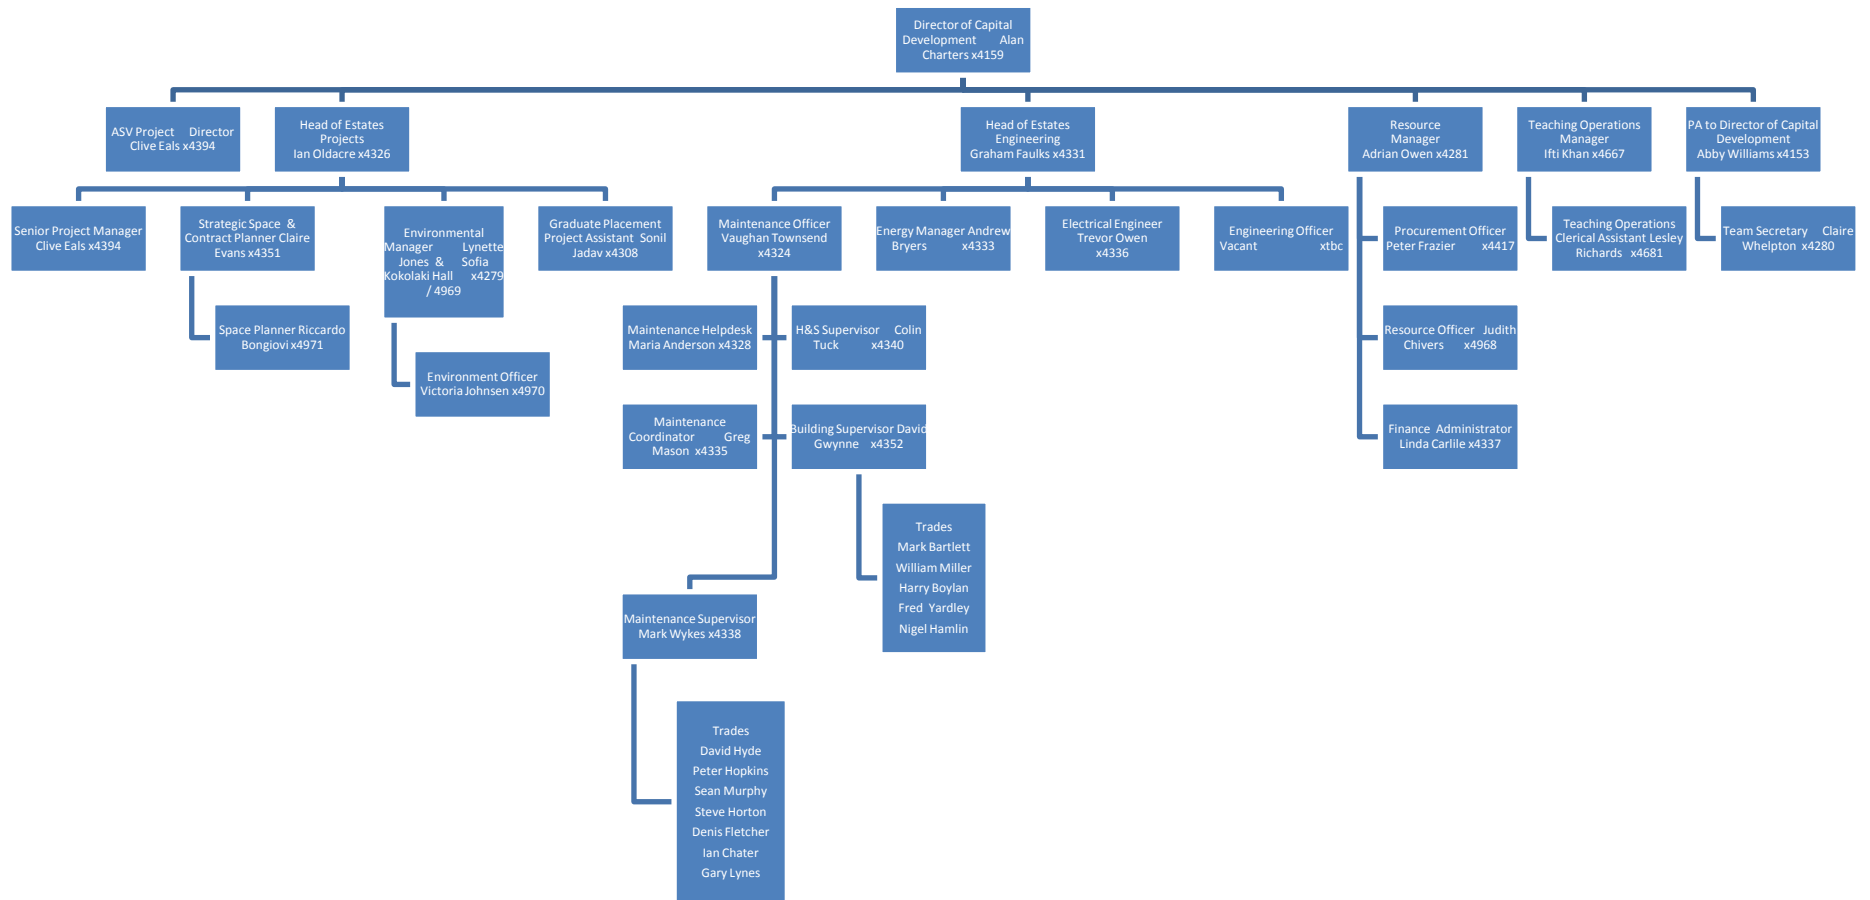 Director of Capital
Development Alan
Charters x4159
ASV Project Director
Clive Eals x4394
Head of Estates
Projects
Ian Oldacre x4326
Head of Estates
Engineering
Graham Faulks x4331
Resource
Manager
Adrian Owen x4281
Teaching Operations
Manager
Ifti Khan x4667
PA to Director of Capital
Development
Abby Williams x4153
Senior Project Manager
Clive Eals x4394
Strategic Space &
Contract Planner Claire
Evans x4351
Environmental
Manager Lynette
Jones & Sofia
Kokolaki Hall x4279
/ 4969
Graduate Placement
Project Assistant Sonil
Jadav x4308
Maintenance Officer
Vaughan Townsend
x4324
Energy Manager Andrew
Bryers x4333
Electrical Engineer
Trevor Owen
x4336
Engineering Officer
Vacant xtbc
Procurement Officer
Peter Frazier x4417
Teaching Operations
Clerical Assistant Lesley
Richards x4681
Team Secretary Claire
Whelpton x4280
Space Planner Riccardo
Bongiovi x4971
Environment Officer
Victoria Johnsen x4970
Maintenance Helpdesk
Maria Anderson x4328
H&S Supervisor Colin
Tuck x4340
Resource Officer Judith
Chivers x4968
Maintenance
Coordinator Greg
Mason x4335
Building Supervisor David
Gwynne x4352
Finance Administrator
Linda Carlile x4337
Trades
Mark Bartlett
William Miller
Harry Boylan
Fred Yardley
Nigel Hamlin
Maintenance Supervisor
Mark Wykes x4338
Trades
David Hyde
Peter Hopkins
Sean Murphy
Steve Horton
Denis Fletcher
Ian Chater
Gary Lynes